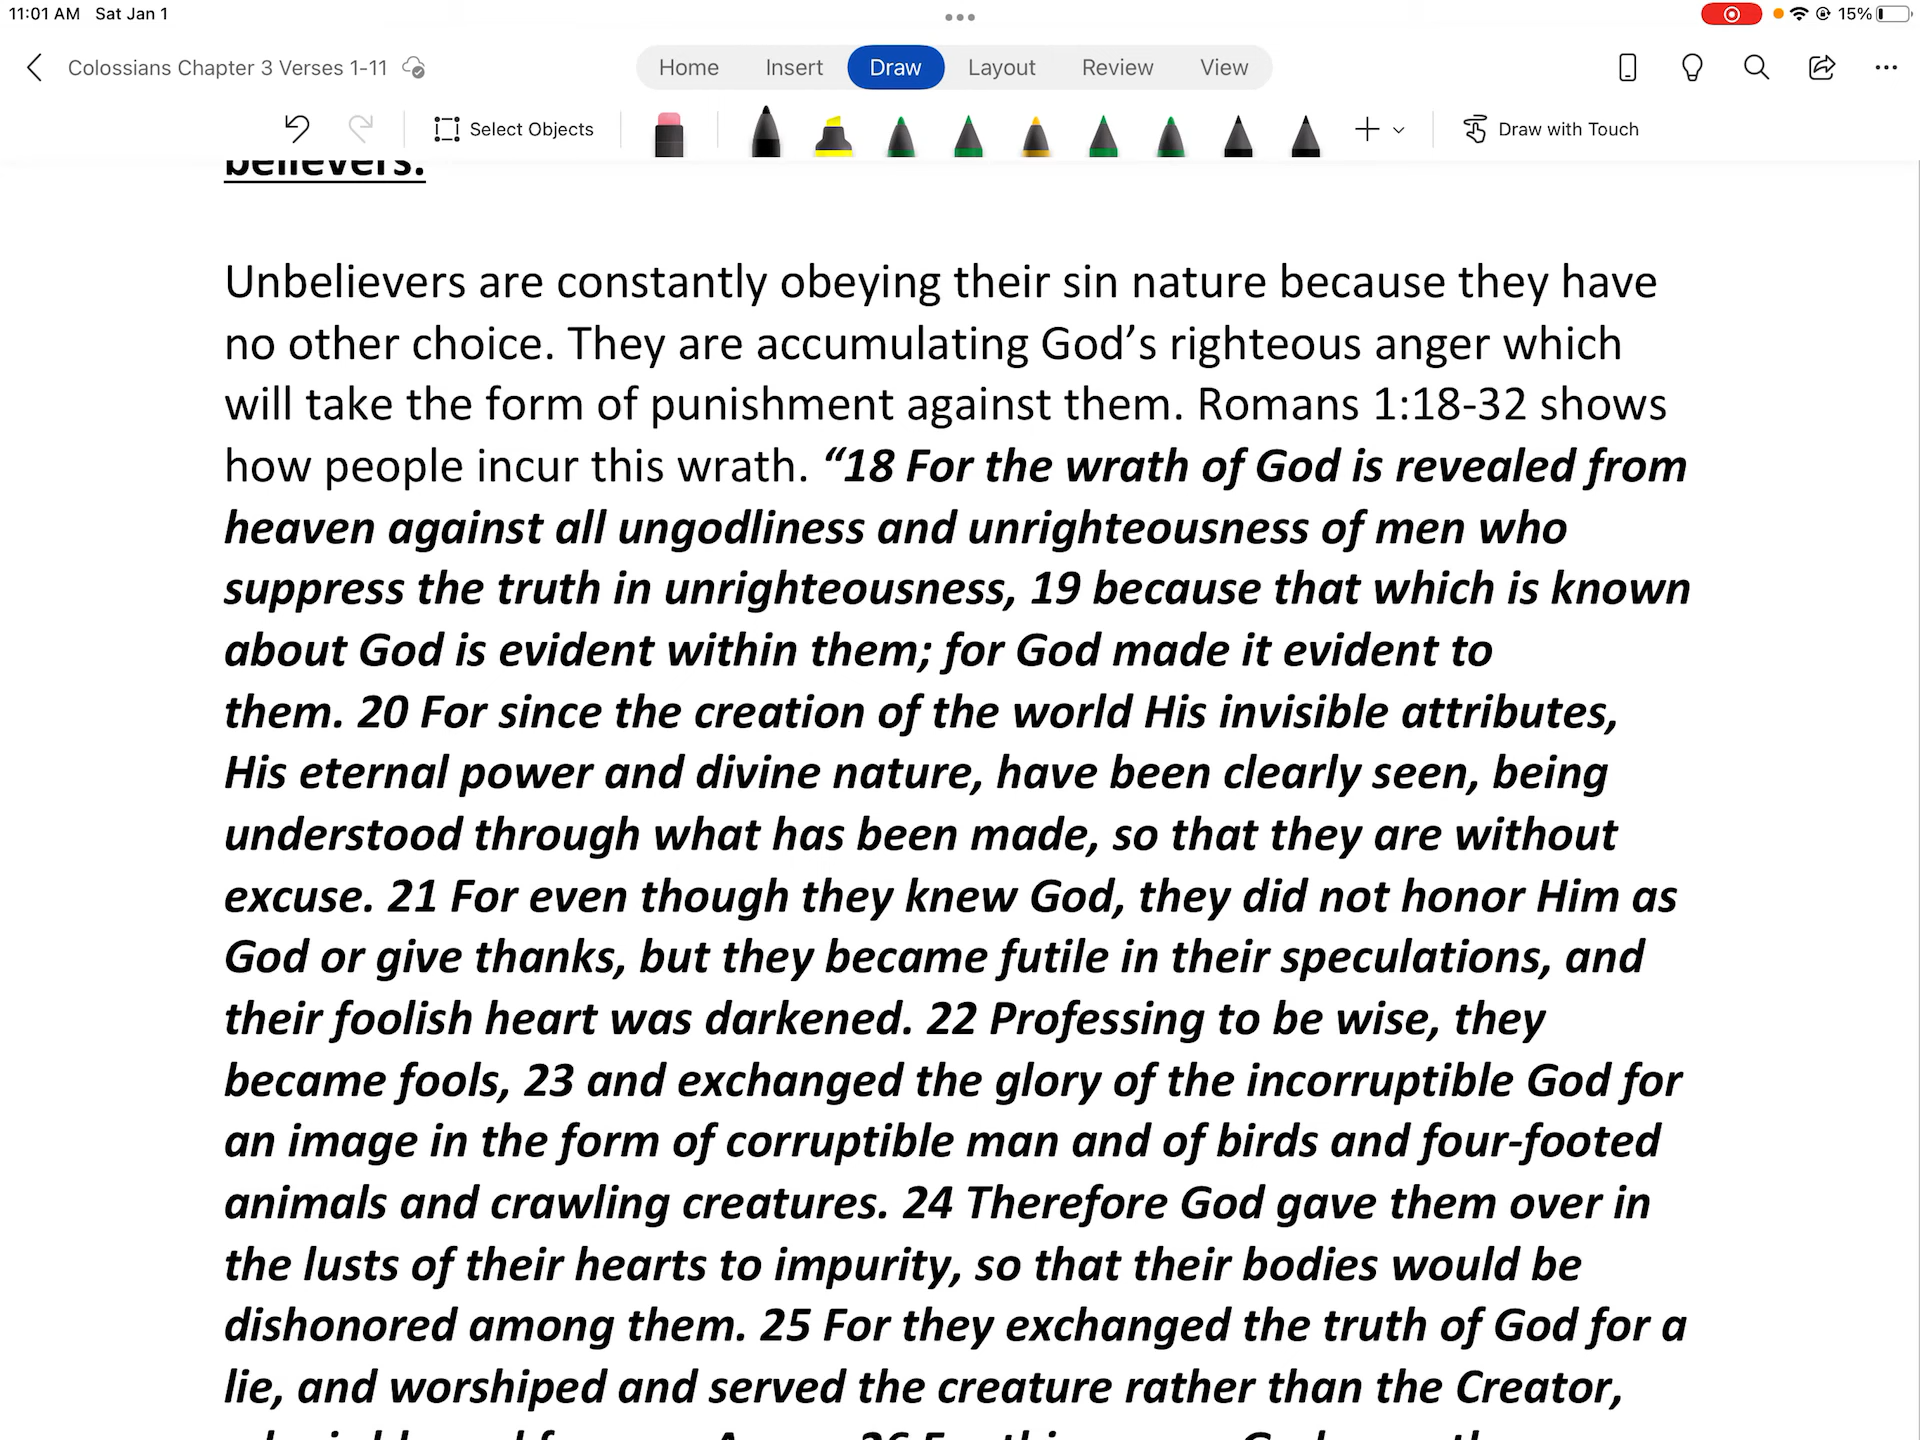 11:01 AM Sat Jan 1
15%
Colossians Chapter 3 Verses 1-11
Home Insert Draw Layout Review View
Select Objects
Draw with Touch
believers.
Unbelievers are constantly obeying their sin nature because they have
no other choice. They are accumulating God’s righteous anger which
will take the form of punishment against them. Romans 1:18-32 shows
how people incur this wrath. “18 For the wrath of God is revealed from
heaven against all ungodliness and unrighteousness of men who
suppress the truth in unrighteousness, 19 because that which is known
about God is evident within them; for God made it evident to
them. 20 For since the creation of the world His invisible attributes,
His eternal power and divine nature, have been clearly seen, being
understood through what has been made, so that they are without
excuse. 21 For even though they knew God, they did not honor Him as
God or give thanks, but they became futile in their speculations, and
their foolish heart was darkened. 22 Professing to be wise, they
became fools, 23 and exchanged the glory of the incorruptible God for
an image in the form of corruptible man and of birds and four-footed
animals and crawling creatures. 24 Therefore God gave them over in
the lusts of their hearts to impurity, so that their bodies would be
dishonored among them. 25 For they exchanged the truth of God for a
lie, and worshiped and served the creature rather than the Creator,